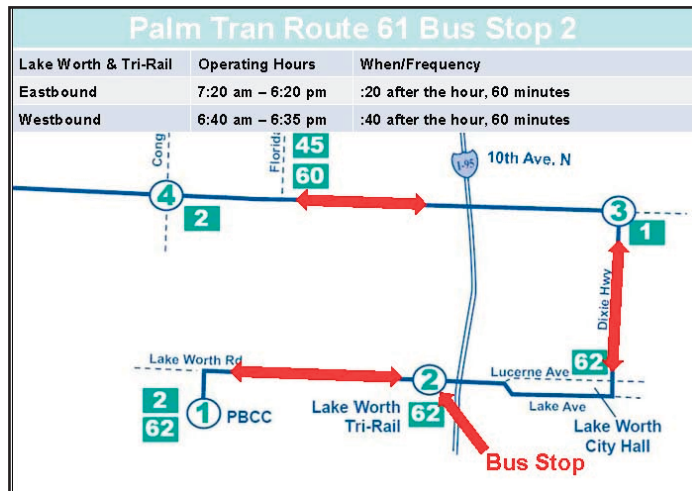 Palm Tran Route 61 Bus Stop 2
Lake Worth & Tri-Rail Operating Hours When/Frequency
Eastbound 7:20 am – 6:20 pm :20 after the hour, 60 minutes
Westbound 6:40 am – 6:35 pm :40 after the hour, 60 minutes
Cong
Florida
45
60
I-95
10th Ave. N
4
2
3
1
Dixie Hwy
Lake Worth Rd
62
Lucerne Ave
2
62
1
PBCC
2
Lake Worth
Tri-Rail
62
Lake Ave
Lake Worth
City Hall
Bus Stop